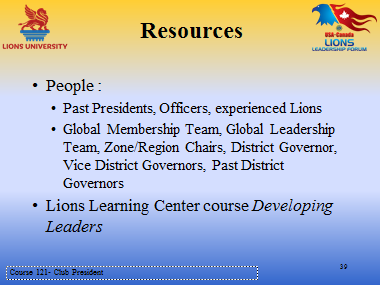 LIONS UNIVERSITY
Resources
USA-Canada
LIONS
LEADERSHIP FORUM
• People :
• Past Presidents, Officers, experienced Lions
• Global Membership Team, Global Leadership
Team, Zone/Region Chairs, District Governor,
Vice District Governors, Past District
Governors
• Lions Learning Center course Developing
Leaders
Course 121- Club President
39